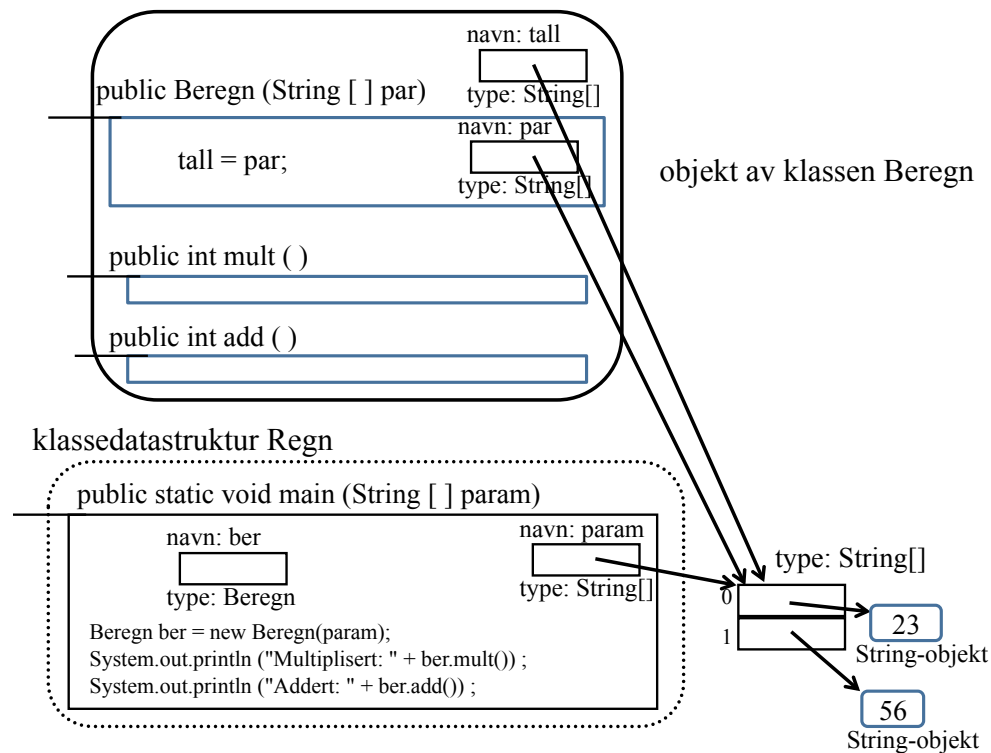 navn: tall
type: String[]
public Beregn (String [ ] par)
navn: par
tall = par;
type: String[]
objekt av klassen Beregn
public int mult ( )
public int add ( )
klassedatastruktur Regn
public static void main (String [ ] param)
navn: ber
type: Beregn
navn: param
type: String[]
Beregn ber = new Beregn(param);
System.out.println ("Multiplisert: " + ber.mult()) ;
System.out.println ("Addert: " + ber.add()) ;
type: String[]
0
1
23
String-objekt
56
String-objekt